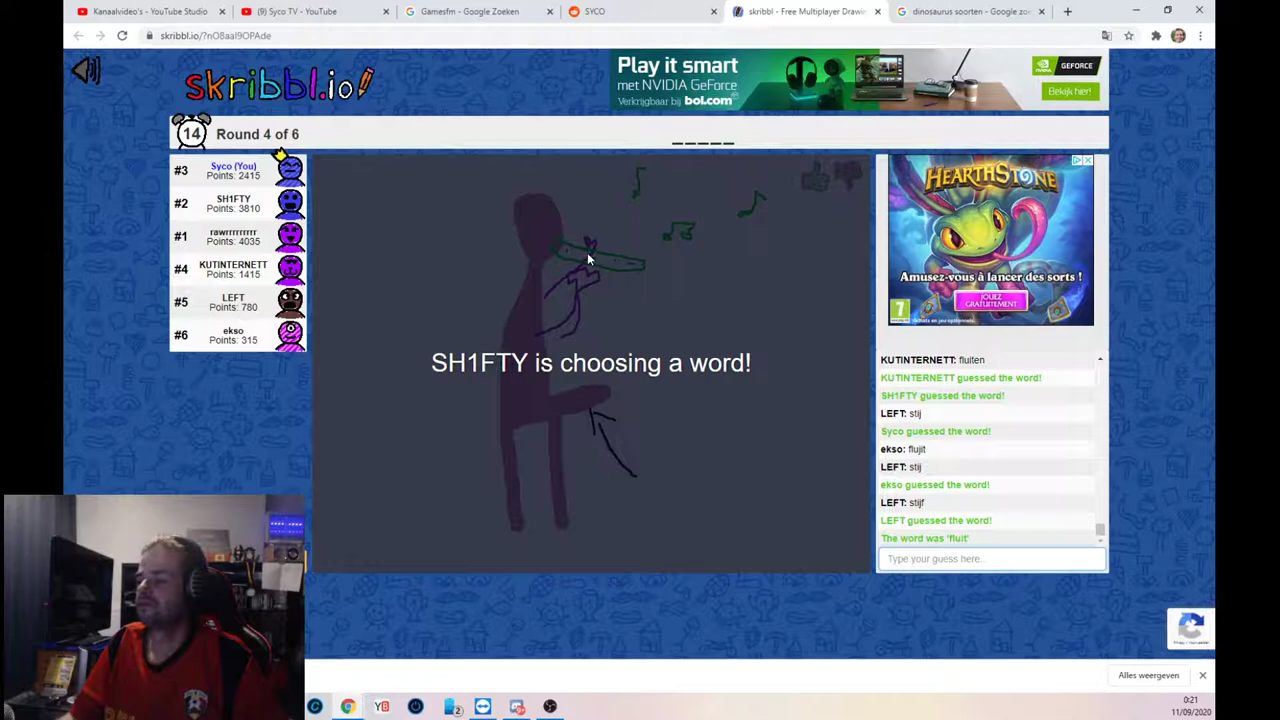 Kanaalvideo's - YouTube Studio
(9) Syco TV - YouTube
Gamesfm - Google Zoeken
SYCO
skribbl - Free Multiplayer Drawin
dinosaurus soorten - Google zoe
skribbl.io/?nO8aaI9OPAde
skribbl.io
Play it smart
met NVIDIA GeForce
Verkrijgbaar bij bol.com
NVIDIA
GEFORCE
Bekijk hier!
14
Round 4 of 6
_ _ _ _ _
#3
Syco (You)
Points: 2415
#2
SH1FTY
Points: 3810
#1
rawrrrrrrrrr
Points: 4035
#4
KUTINTERNETT
Points: 1415
#5
LEFT
Points: 780
#6
ekso
Points: 315
SH1FTY is choosing a word!
HEARTHSTONE
Amusez-vous à lancer des sorts !
JOUEZ
GRATUITEMENT
7
KUTINTERNETT: fluiten
KUTINTERNETT guessed the word!
SH1FTY guessed the word!
LEFT: stij
Syco guessed the word!
ekso: flujit
LEFT: stij
ekso guessed the word!
LEFT: stijf
LEFT guessed the word!
The word was 'fluit'
Type your guess here..
Alles weergeven
0:21
11/09/2020